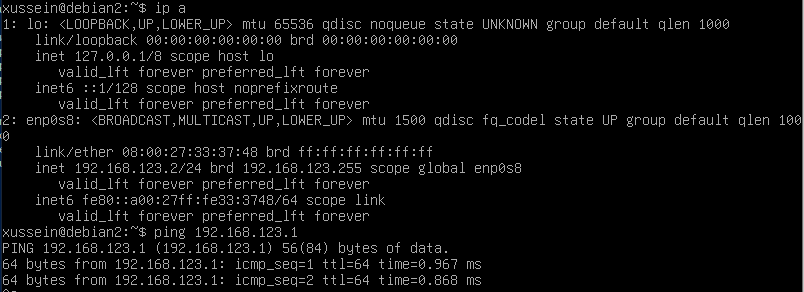 xussein@debian2:~$ ip a
1: lo: <LOOPBACK,UP,LOWER_UP> mtu 65536 qdisc noqueue state UNKNOWN group default qlen 1000
    link/loopback 00:00:00:00:00:00 brd 00:00:00:00:00:00
    inet 127.0.0.1/8 scope host lo
       valid_lft forever preferred_lft forever
    inet6 ::1/128 scope host noprefixroute
       valid_lft forever preferred_lft forever
2: enp0s8: <BROADCAST,MULTICAST,UP,LOWER_UP> mtu 1500 qdisc fq_codel state UP group default qlen 100
0
    link/ether 08:00:27:33:37:48 brd ff:ff:ff:ff:ff:ff
    inet 192.168.123.2/24 brd 192.168.123.255 scope global enp0s8
       valid_lft forever preferred_lft forever
    inet6 fe80::a00:27ff:fe33:3748/64 scope link
       valid_lft forever preferred_lft forever
xussein@debian2:~$ ping 192.168.123.1
PING 192.168.123.1 (192.168.123.1) 56(84) bytes of data.
64 bytes from 192.168.123.1: icmp_seq=1 ttl=64 time=0.967 ms
64 bytes from 192.168.123.1: icmp_seq=2 ttl=64 time=0.868 ms